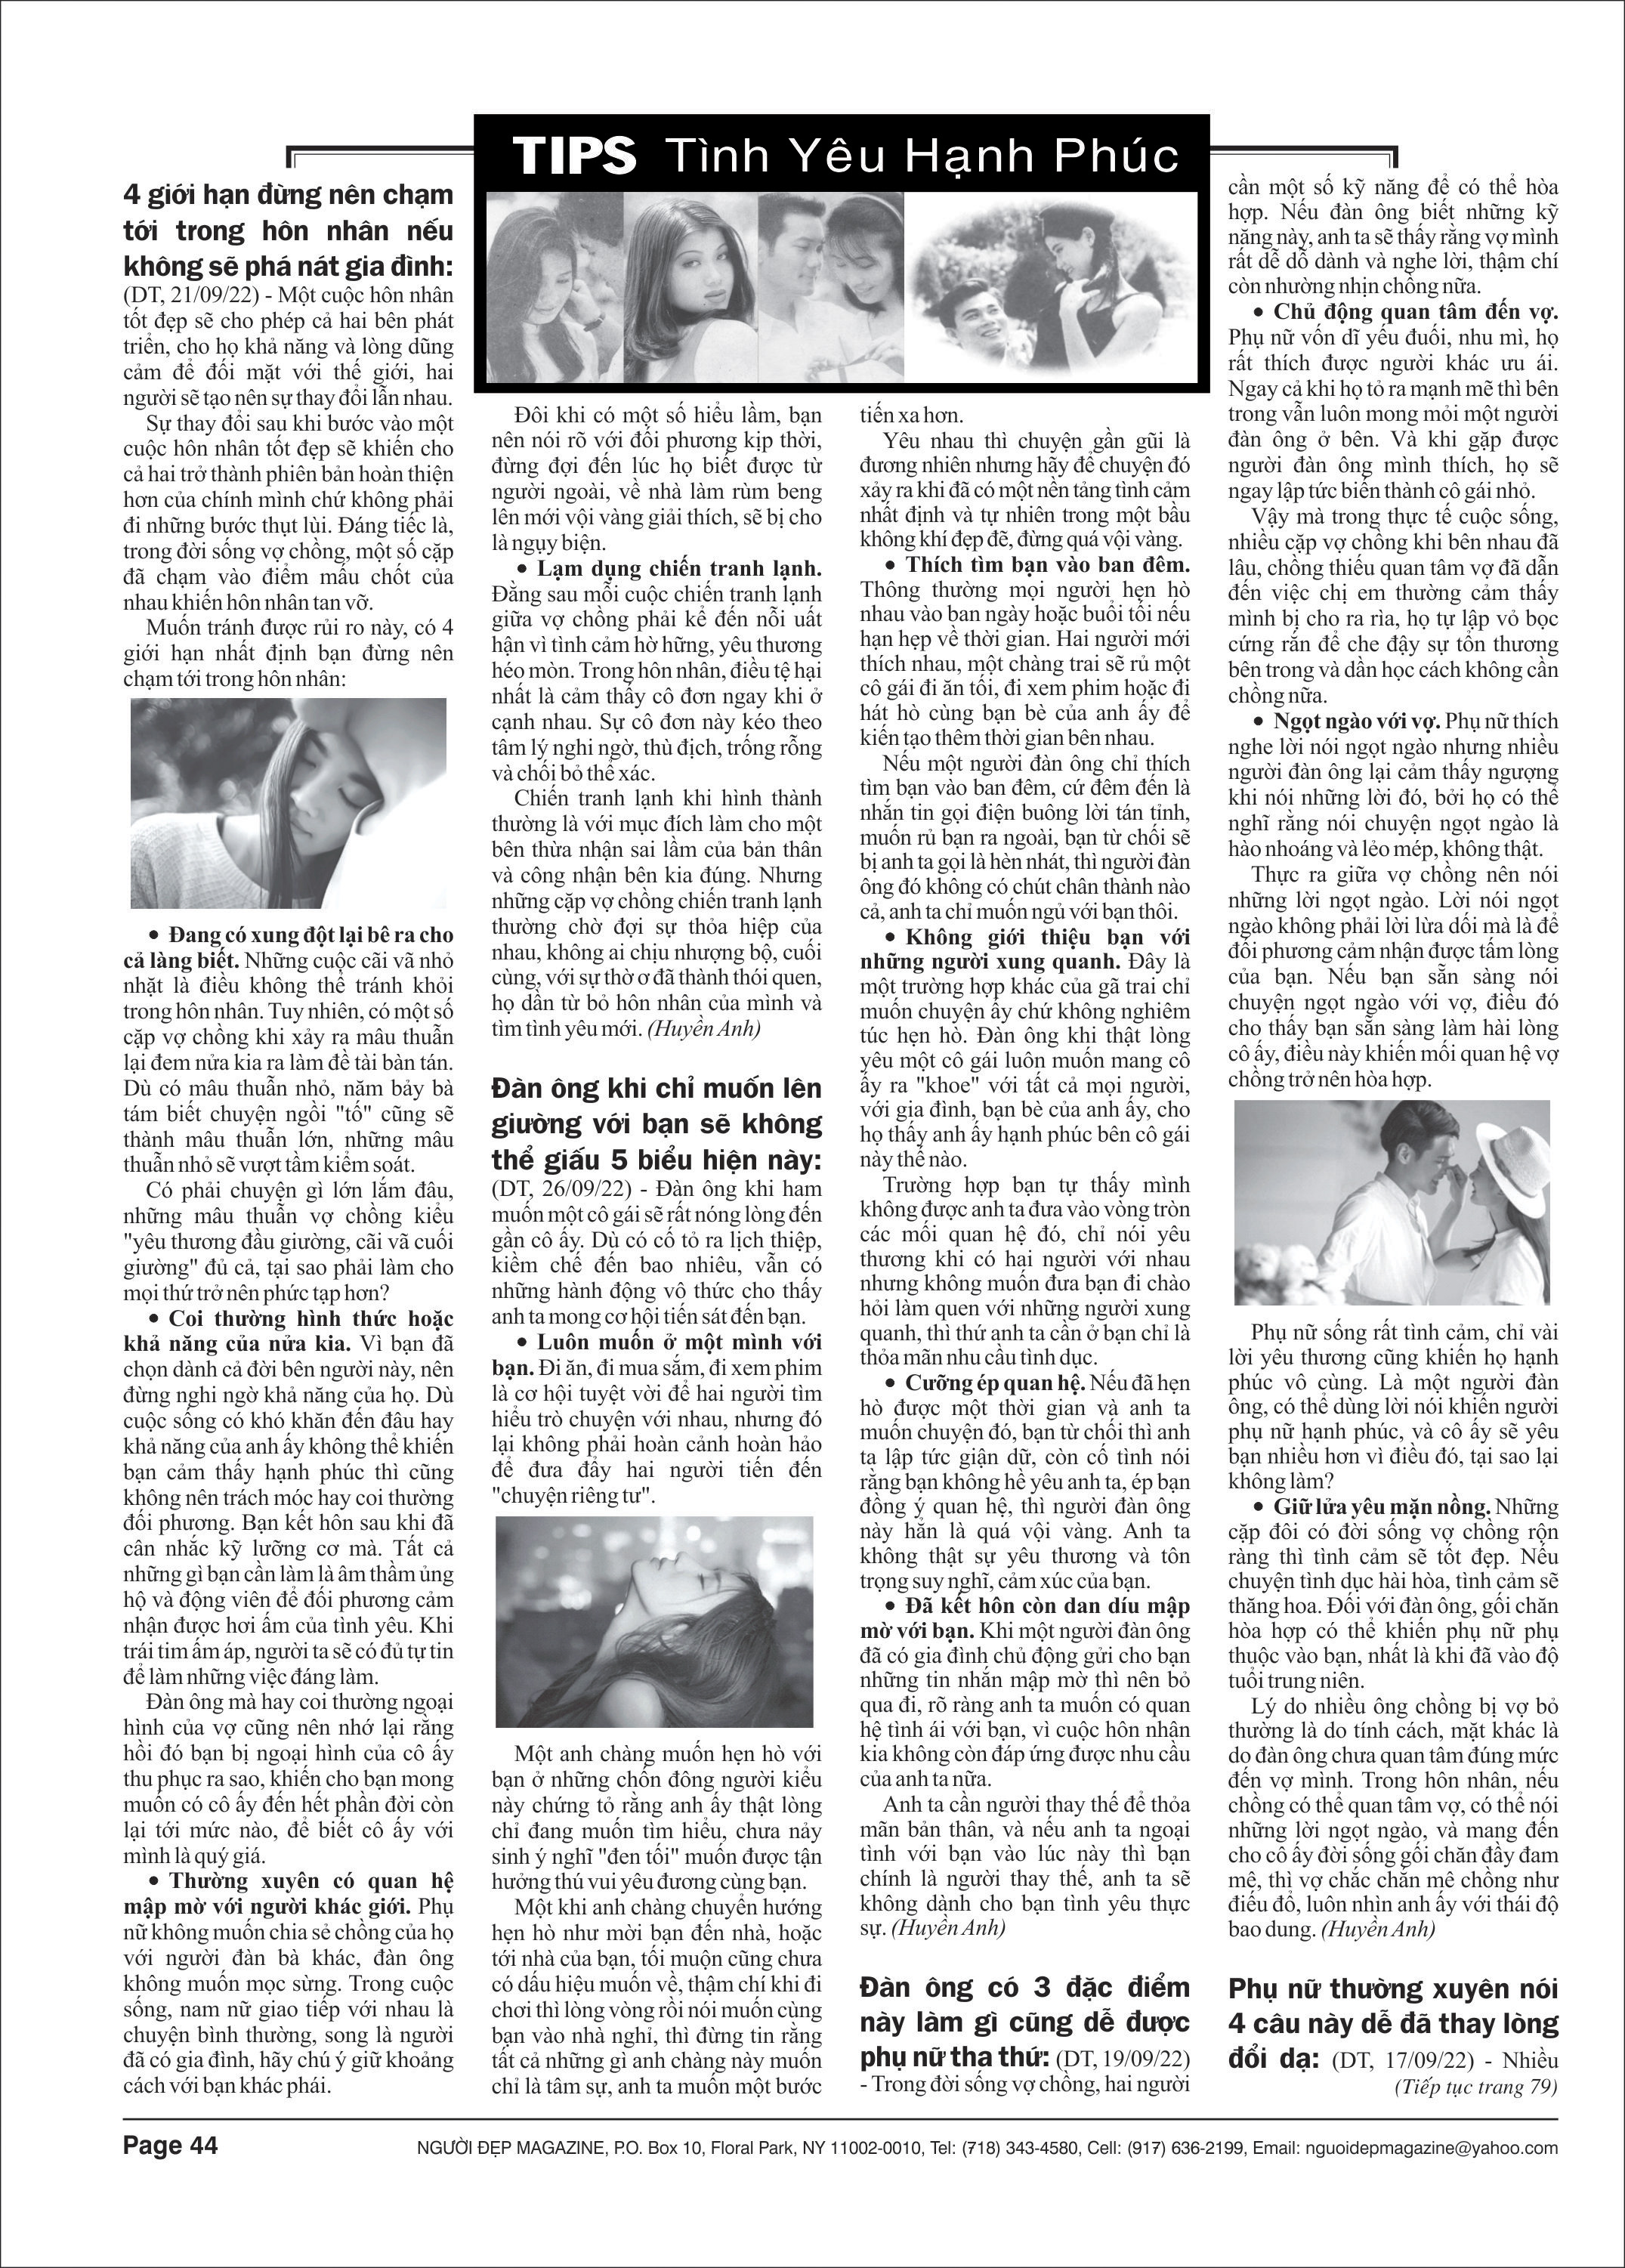 TIPS Tình Yêu Hạnh Phúc
4 giới hạn đừng nên chạm
tới trong hôn nhân nếu
không sẽ phá nát gia đình:
(DT, 21/09/22) - Một cuộc hôn nhân
tốt đẹp sẽ cho phép cả hai bên phát
triển, cho họ khả năng và lòng dũng
cảm để đối mặt với thế giới, hai
người sẽ tạo nên sự thay đổi lẫn nhau.
Sự thay đổi sau khi bước vào một
cuộc hôn nhân tốt đẹp sẽ khiến cho
cả hai trở thành phiên bản hoàn thiện
hơn của chính mình chứ không phải
đi những bước thụt lùi. Đáng tiếc là,
trong đời sống vợ chồng, một số cặp
đã chạm vào điểm mấu chốt của
nhau khiến hôn nhân tan vỡ.
Muốn tránh được rủi ro này, có 4
giới hạn nhất định bạn đừng nên
chạm tới trong hôn nhân:
• Đang có xung đột lại bê ra cho
cả làng biết. Những cuộc cãi vã nhỏ
nhặt là điều không thể tránh khỏi
trong hôn nhân. Tuy nhiên, có một số
cặp vợ chồng khi xảy ra mâu thuẫn
lại đem nửa kia ra làm đề tài bàn tán.
Dù có mâu thuẫn nhỏ, năm bảy bà
tám biết chuyện ngồi "tố" cũng sẽ
thành mâu thuẫn lớn, những mâu
thuẫn nhỏ sẽ vượt tầm kiểm soát.
Có phải chuyện gì lớn lắm đâu,
những mâu thuẫn vợ chồng kiểu
"yêu thương đầu giường, cãi vã cuối
giường" đủ cả, tại sao phải làm cho
mọi thứ trở nên phức tạp hơn?
• Coi thường hình thức hoặc
khả năng của nửa kia. Vì bạn đã
chọn dành cả đời bên người này, nên
đừng nghi ngờ khả năng của họ. Dù
cuộc sống có khó khăn đến đâu hay
khả năng của anh ấy không thể khiến
bạn cảm thấy hạnh phúc thì cũng
không nên trách móc hay coi thường
đối phương. Bạn kết hôn sau khi đã
cân nhắc kỹ lưỡng cơ mà. Tất cả
những gì bạn cần làm là âm thầm ủng
hộ và động viên để đối phương cảm
nhận được hơi ấm của tình yêu. Khi
trái tim ấm áp, người ta sẽ có đủ tự tin
để làm những việc đáng làm.
Đàn ông mà hay coi thường ngoại
hình của vợ cũng nên nhớ lại rằng
hồi đó bạn bị ngoại hình của cô ấy
thu phục ra sao, khiến cho bạn mong
muốn có cô ấy đến hết phần đời còn
lại tới mức nào, để biết cô ấy với
mình là quý giá.
• Thường xuyên có quan hệ
mập mờ với người khác giới. Phụ
nữ không muốn chia sẻ chồng của họ
với người đàn bà khác, đàn ông
không muốn mọc sừng. Trong cuộc
sống, nam nữ giao tiếp với nhau là
chuyện bình thường, song là người
đã có gia đình, hãy chú ý giữ khoảng
cách với bạn khác phái.
Đôi khi có một số hiểu lầm, bạn
nên nói rõ với đối phương kịp thời,
đừng đợi đến lúc họ biết được từ
người ngoài, về nhà làm rùm beng
lên mới vội vàng giải thích, sẽ bị cho
là ngụy biện.
• Lạm dụng chiến tranh lạnh.
Đằng sau mỗi cuộc chiến tranh lạnh
giữa vợ chồng phải kể đến nỗi uất
hận vì tình cảm hờ hững, yêu thương
héo mòn. Trong hôn nhân, điều tệ hại
nhất là cảm thấy cô đơn ngay khi ở
cạnh nhau. Sự cô đơn này kéo theo
tâm lý nghi ngờ, thù địch, trống rỗng
và chối bỏ thể xác.
Chiến tranh lạnh khi hình thành
thường là với mục đích làm cho một
bên thừa nhận sai lầm của bản thân
và công nhận bên kia đúng. Nhưng
những cặp vợ chồng chiến tranh lạnh
thường chờ đợi sự thỏa hiệp của
nhau, không ai chịu nhượng bộ, cuối
cùng, với sự thờ ơ đã thành thói quen,
họ dần từ bỏ hôn nhân của mình và
tìm tình yêu mới. (Huyền Anh)
Đàn ông khi chỉ muốn lên
giường với bạn sẽ không
thể giấu 5 biểu hiện này:
(DT, 26/09/22) - Đàn ông khi ham
muốn một cô gái sẽ rất nóng lòng đến
gần cô ấy. Dù có cố tỏ ra lịch thiệp,
kiềm chế đến bao nhiêu, vẫn có
những hành động vô thức cho thấy
anh ta mong cơ hội tiến sát đến bạn.
• Luôn muốn ở một mình với
bạn. Đi ăn, đi mua sắm, đi xem phim
là cơ hội tuyệt vời để hai người tìm
hiểu trò chuyện với nhau, nhưng đó
lại không phải hoàn cảnh hoàn hảo
để đưa đẩy hai người tiến đến
"chuyện riêng tư".
Một anh chàng muốn hẹn hò với
bạn ở những chốn đông người kiểu
này chứng tỏ rằng anh ấy thật lòng
chỉ đang muốn tìm hiểu, chưa nảy
sinh ý nghĩ "đen tối" muốn được tận
hưởng thú vui yêu đương cùng bạn.
Một khi anh chàng chuyển hướng
hẹn hò như mời bạn đến nhà, hoặc
tới nhà của bạn, tối muộn cũng chưa
có dấu hiệu muốn về, thậm chí khi đi
chơi thì lòng vòng rồi nói muốn cùng
bạn vào nhà nghỉ, thì đừng tin rằng
tất cả những gì anh chàng này muốn
chỉ là tâm sự, anh ta muốn một bước
tiến xa hơn.
Yêu nhau thì chuyện gần gũi là
đương nhiên nhưng hãy để chuyện đó
xảy ra khi đã có một nền tảng tình cảm
nhất định và tự nhiên trong một bầu
không khí đẹp đẽ, đừng quá vội vàng.
• Thích tìm bạn vào ban đêm.
Thông thường mọi người hẹn hò
nhau vào ban ngày hoặc buổi tối nếu
hạn hẹp về thời gian. Hai người mới
thích nhau, một chàng trai sẽ rủ một
cô gái đi ăn tối, đi xem phim hoặc đi
hát hò cùng bạn bè của anh ấy để
kiến tạo thêm thời gian bên nhau.
Nếu một người đàn ông chỉ thích
tìm bạn vào ban đêm, cứ đêm đến là
nhắn tin gọi điện buông lời tán tỉnh,
muốn rủ bạn ra ngoài, bạn từ chối sẽ
bị anh ta gọi là hèn nhát, thì người đàn
ông đó không có chút chân thành nào
cả, anh ta chỉ muốn ngủ với bạn thôi.
• Không giới thiệu bạn với
những người xung quanh. Đây là
một trường hợp khác của gã trai chỉ
muốn chuyện ấy chứ không nghiêm
túc hẹn hò. Đàn ông khi thật lòng
yêu một cô gái luôn muốn mang cô
ấy ra "khoe" với tất cả mọi người,
với gia đình, bạn bè của anh ấy, cho
họ thấy anh ấy hạnh phúc bên cô gái
này thế nào.
Trường hợp bạn tự thấy mình
không được anh ta đưa vào vòng tròn
các mối quan hệ đó, chỉ nói yêu
thương khi có hai người với nhau
nhưng không muốn đưa bạn đi chào
hỏi làm quen với những người xung
quanh, thì thứ anh ta cần ở bạn chỉ là
thỏa mãn nhu cầu tình dục.
• Cưỡng ép quan hệ. Nếu đã hẹn
hò được một thời gian và anh ta
muốn chuyện đó, bạn từ chối thì anh
ta lập tức giận dữ, còn cố tình nói
rằng bạn không hề yêu anh ta, ép bạn
đồng ý quan hệ, thì người đàn ông
này hẳn là quá vội vàng. Anh ta
không thật sự yêu thương và tôn
trọng suy nghĩ, cảm xúc của bạn.
• Đã kết hôn còn dan díu mập
mờ với bạn. Khi một người đàn ông
đã có gia đình chủ động gửi cho bạn
những tin nhắn mập mờ thì nên bỏ
qua đi, rõ ràng anh ta muốn có quan
hệ tình ái với bạn, vì cuộc hôn nhận
kia không còn đáp ứng được nhu cầu
của anh ta nữa.
Anh ta cần người thay thế để thỏa
mãn bản thân, và nếu anh ta ngoại
tình với bạn vào lúc này thì bạn
chính là người thay thế, anh ta sẽ
không dành cho bạn tình yêu thực
sự. (Huyền Anh)
Đàn ông có 3 đặc điểm
này làm gì cũng dễ được
phụ nữ tha thứ: (DT, 19/09/22)
- Trong đời sống vợ chồng, hai người
cần một số kỹ năng để có thể hòa
hợp. Nếu đàn ông biết những kỹ
năng này, anh ta sẽ thấy rằng vợ mình
rất dễ dỗ dành và nghe lời, thậm chí
còn nhường nhịn chồng nữa.
• Chủ động quan tâm đến vợ.
Phụ nữ vốn dĩ yếu đuối, nhu mì, họ
rất thích được người khác ưu ái.
Ngay cả khi họ tỏ ra mạnh mẽ thì bên
trong vẫn luôn mong mỏi một người
đàn ông ở bên. Và khi gặp được
người đàn ông mình thích, họ sẽ
ngay lập tức biến thành cô gái nhỏ.
Vậy mà trong thực tế cuộc sống,
nhiều cặp vợ chồng khi bên nhau đã
lâu, chồng thiếu quan tâm vợ đã dẫn
đến việc chị em thường cảm thấy
mình bị cho ra rìa, họ tự lập vỏ bọc
cứng rắn để che đậy sự tổn thương
bên trong và dần học cách không cần
chồng nữa.
• Ngọt ngào với vợ. Phụ nữ thích
nghe lời nói ngọt ngào nhưng nhiều
người đàn ông lại cảm thấy ngượng
khi nói những lời đó, bởi họ có thể
nghĩ rằng nói chuyện ngọt ngào là
hào nhoáng và lẻo mép, không thật.
Thực ra giữa vợ chồng nên nói
những lời ngọt ngào. Lời nói ngọt
ngào không phải lời lừa dối mà là để
đối phương cảm nhận được tấm lòng
của bạn. Nếu bạn sẵn sàng nói
chuyện ngọt ngào với vợ, điều đó
cho thấy bạn sẵn sàng làm hài lòng
cô ấy, điều này khiến mối quan hệ vợ
chồng trở nên hòa hợp.
Phụ nữ sống rất tình cảm, chỉ vài
lời yêu thương cũng khiến họ hạnh
phúc vô cùng. Là một người đàn
ông, có thể dùng lời nói khiến người
phụ nữ hạnh phúc, và cô ấy sẽ yêu
bạn nhiều hơn vì điều đó, tại sao lại
không làm?
• Giữ lửa yêu mặn nồng. Những
cặp đôi có đời sống vợ chồng rộn
ràng thì tình cảm sẽ tốt đẹp. Nếu
chuyện tình dục hài hòa, tình cảm sẽ
thăng hoa. Đối với đàn ông, gối chăn
hòa hợp có thể khiến phụ nữ phụ
thuộc vào bạn, nhất là khi đã vào độ
tuổi trung niên.
Lý do nhiều ông chồng bị vợ bỏ
thường là do tính cách, mặt khác là
do đàn ông chưa quan tâm đúng mức
đến vợ mình. Trong hôn nhân, nếu
chồng có thể quan tâm vợ, có thể nói
những lời ngọt ngào, và mang đến
cho cô ấy đời sống gối chăn đầy đam
mê, thì vợ chắc chắn mê chồng như
điếu đổ, luôn nhìn anh ấy với thái độ
bao dung. (Huyền Anh)
Phụ nữ thường xuyên nói
4 câu này dễ đã thay lòng
đổi dạ: (DT, 17/09/22) - Nhiều
(Tiếp tục trang 79)
Page 44
NGƯỜI ĐẸP MAGAZINE, P.O. Box 10, Floral Park, NY 11002-0010, Tel: (718) 343-4580, Cell: (917) 636-2199, Email: nguoidepmagazine@yahoo.com